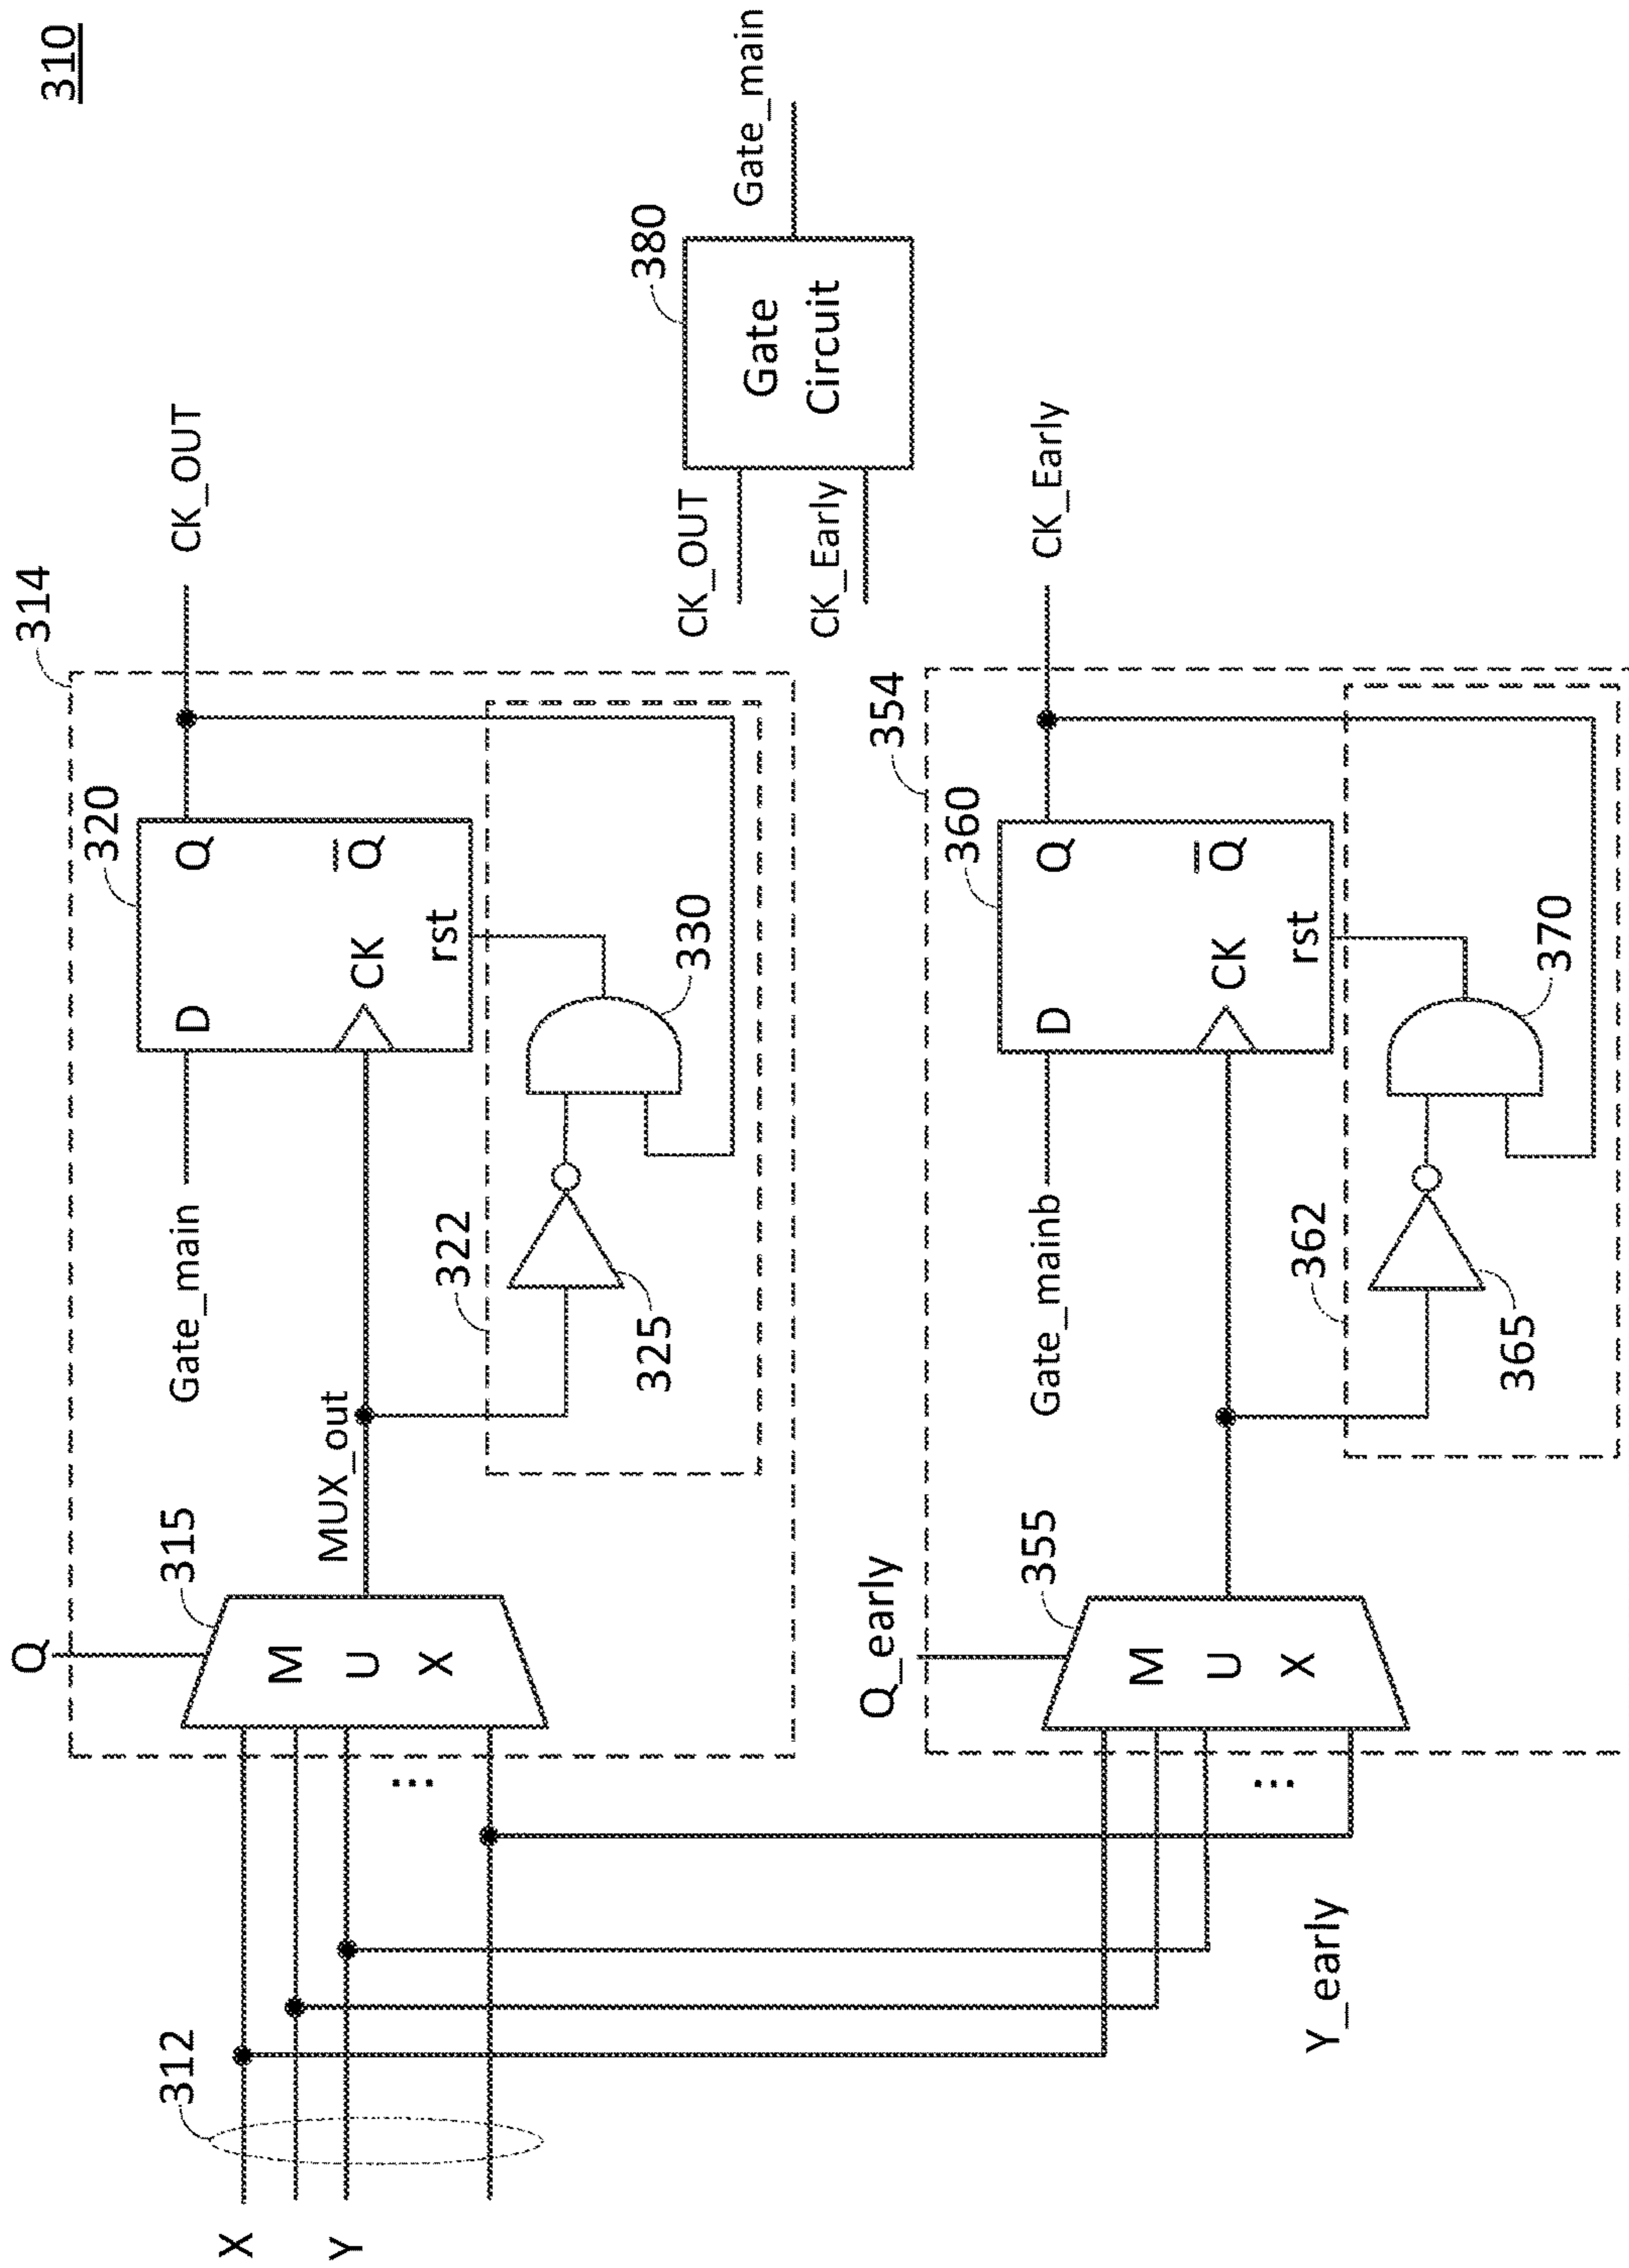 310
314
Q
315
320
CK_OUT
Gate_main
D
Q
MUX_out
CK
Q
M
U
X
rst
X
Y
312
...
322
325
330
380
Gate
Circuit
CK_OUT
CK_Early
Gate_main
354
Q_early
355
360
CK_Early
Gate_mainb
D
Q
CK
Q
M
U
X
rst
...
362
365
370
Y_early